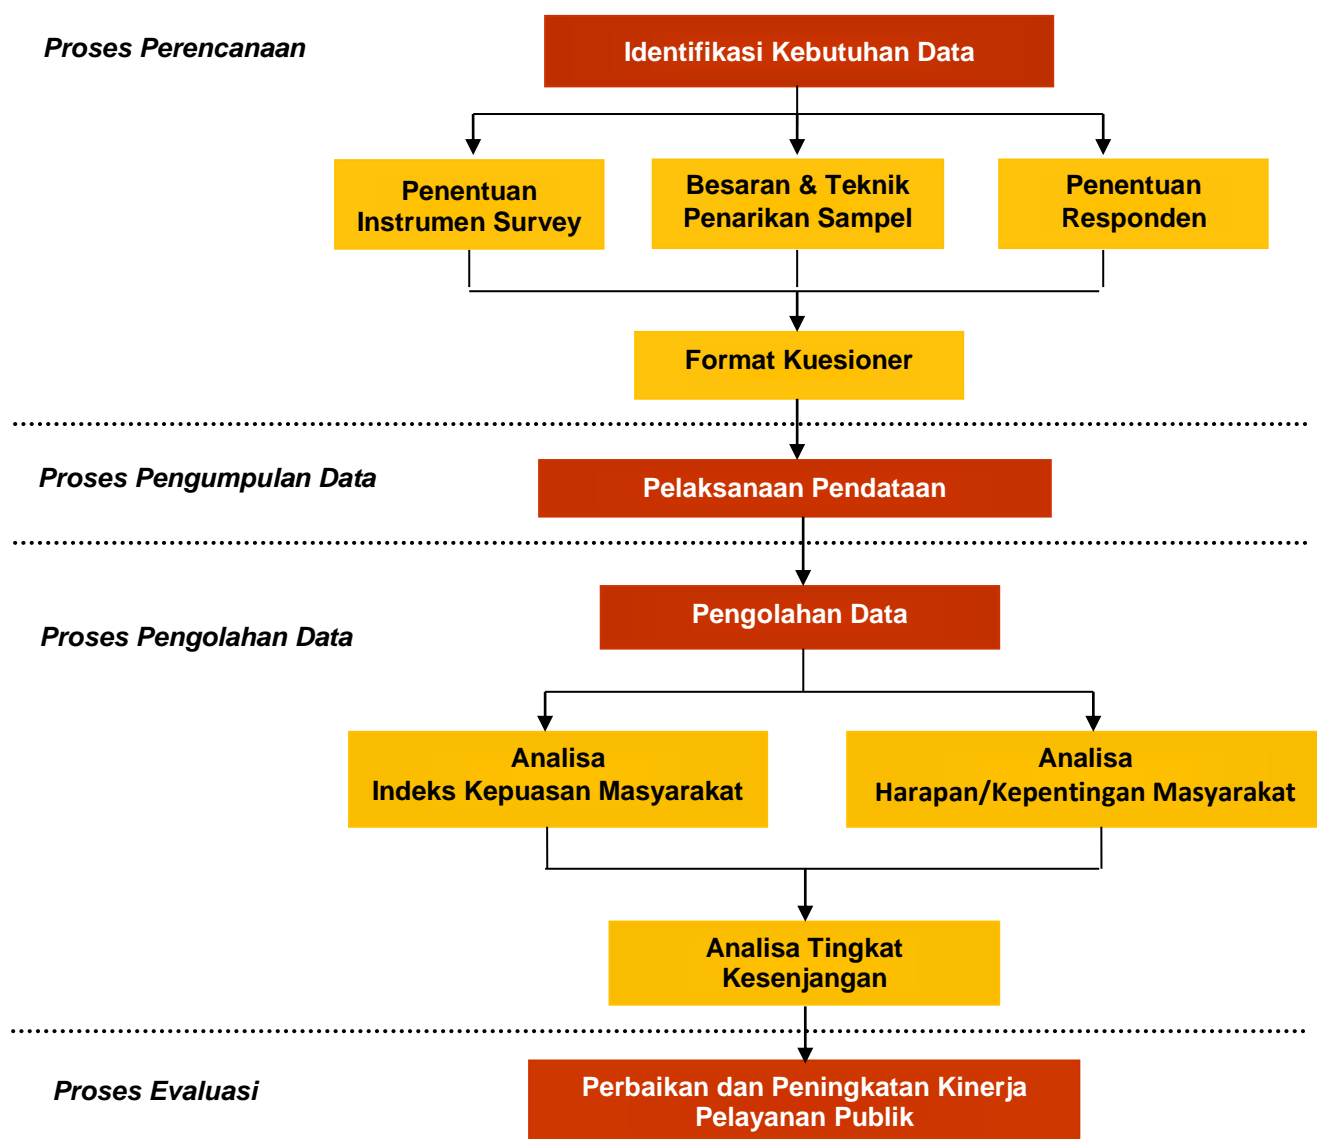 Proses Perencanaan
Identifikasi Kebutuhan Data
Penentuan
Instrumen Survey
Besaran & Teknik
Penarikan Sampel
Penentuan
Responden
Format Kuesioner
Proses Pengumpulan Data
Pelaksanaan Pendataan
Proses Pengolahan Data
Pengolahan Data
Analisa
Indeks Kepuasan Masyarakat
Analisa
Harapan/Kepentingan Masyarakat
Analisa Tingkat
Kesenjangan
Proses Evaluasi
Perbaikan dan Peningkatan Kinerja
Pelayanan Publik